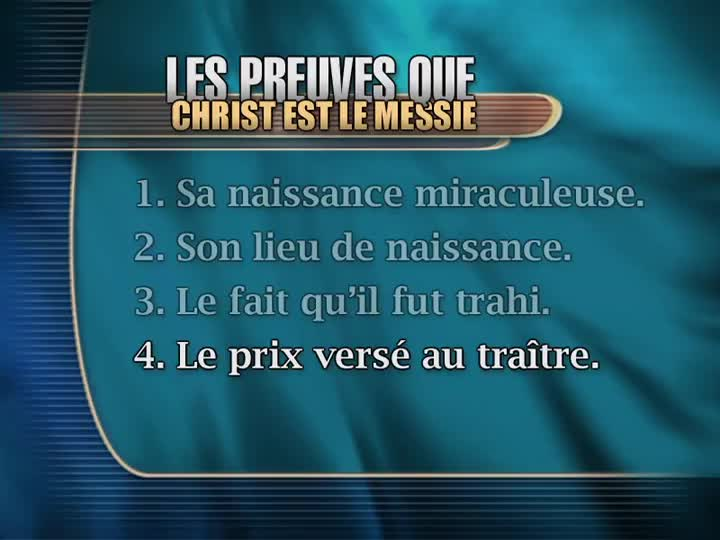 LES PREUVES QUE
CHRIST EST LE MESSIE
1. Sa naissance miraculeuse.
2. Son lieu de naissance.
3. Le fait qu’il fut trahi.
4. Le prix versé au traître.